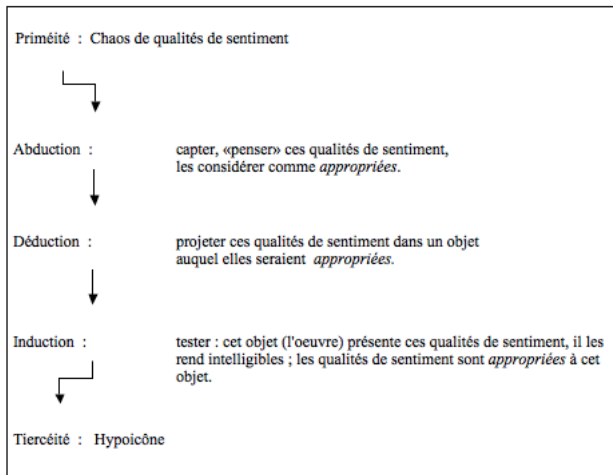 Priméité : Chaos de qualités de sentiment
Abduction : capter, «penser» ces qualités de sentiment,
les considérer comme appropriées.
Déduction : projeter ces qualités de sentiment dans un objet
auquel elles seraient appropriées.
Induction : tester : cet objet (l'oeuvre) présente ces qualités de sentiment, il les
rend intelligibles ; les qualités de sentiment sont appropriées à cet
objet.
Tiercéité : Hypoicône